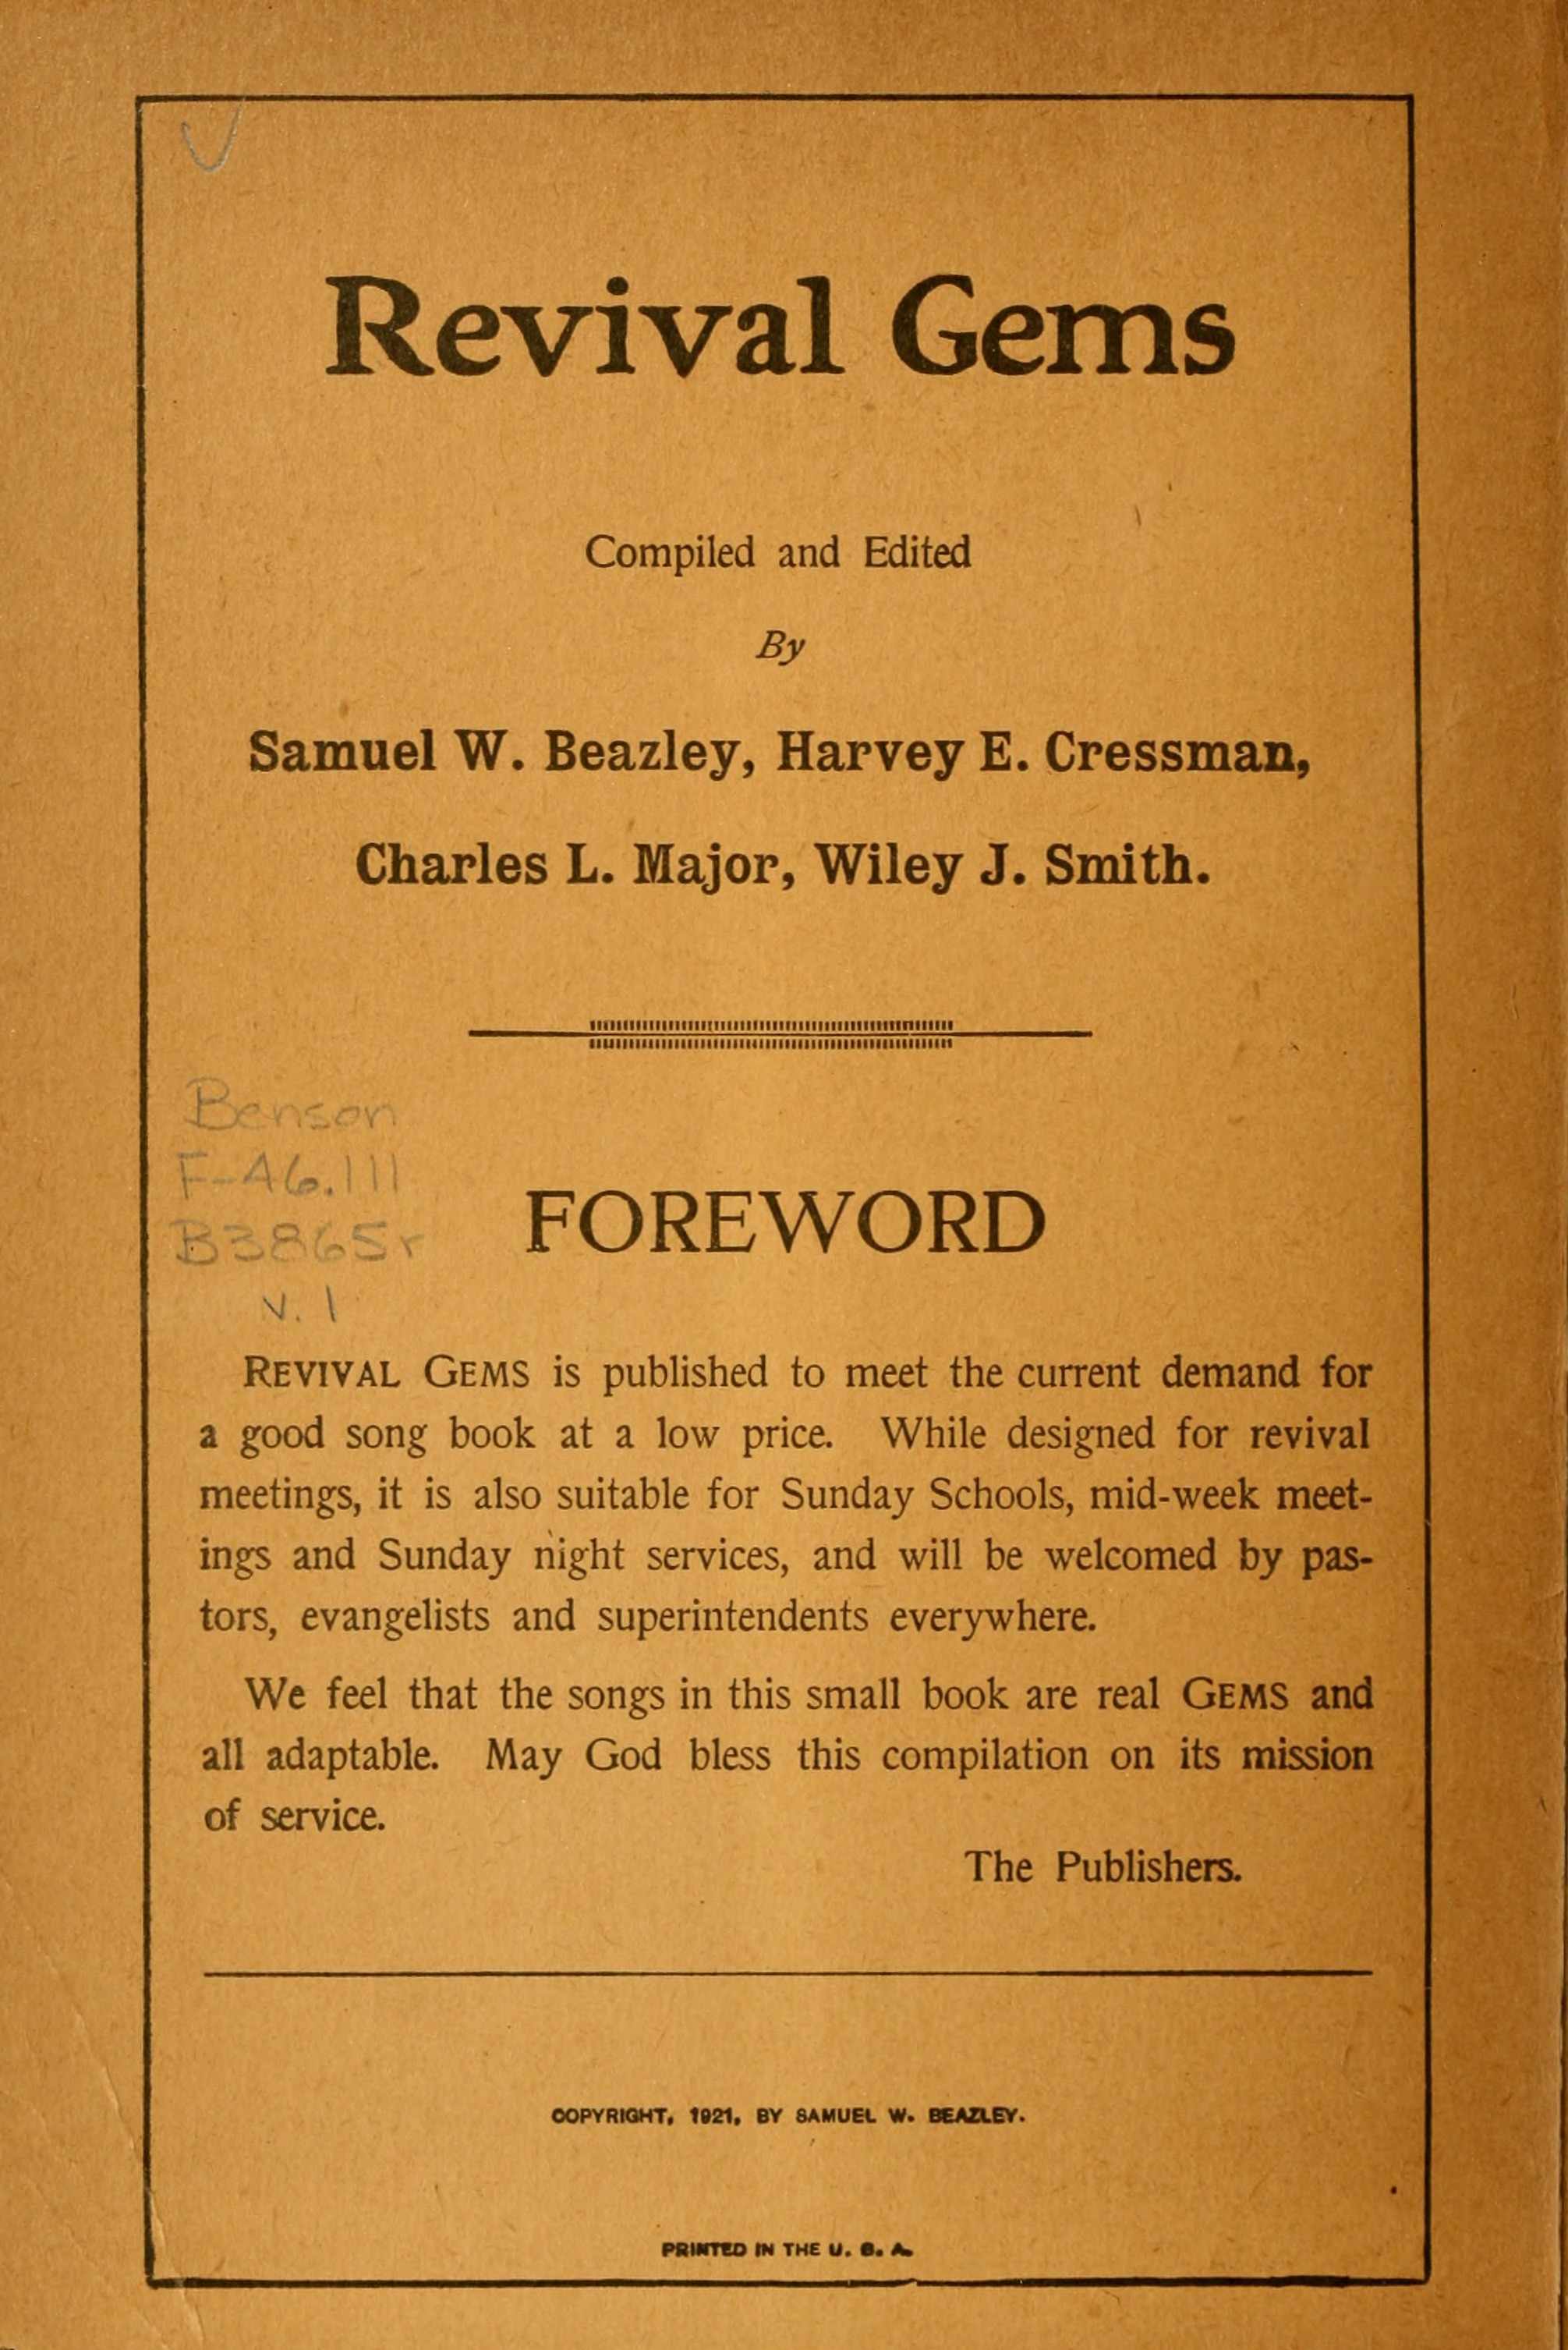 Revival Gems
Compiled and Edited
By
Samuel W. Beazley, Harvey E. Cressman,
Charles L. Major, Wiley J. Smith.
Benson
F-46.111
B3865r
v. 1
FOREWORD
REVIVAL GEMS is published to meet the current demand for
a good song book at a low price. While designed for revival
meetings, it is also suitable for Sunday Schools, mid-week meet-
ings and Sunday night services, and will be welcomed by pas-
tors, evangelists and superintendents everywhere.
We feel that the songs in this small book are real GEMS and
all adaptable. May God bless this compilation on its mission
of service.
The Publishers.
COPYRIGHT, 1921, BY SAMUEL W. BEAZLEY.
PRINTED IN THE U. S. A.